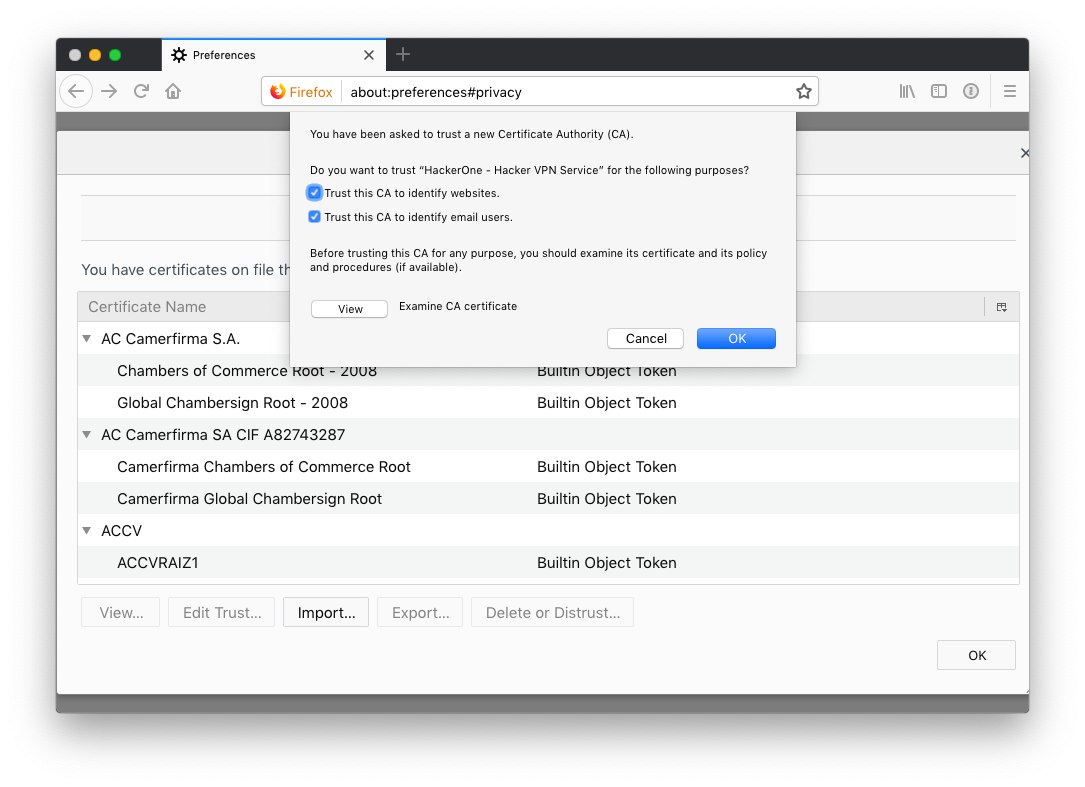 Preferences
Firefox
about:preferences#privacy
You have been asked to trust a new Certificate Authority (CA).
Do you want to trust “HackerOne - Hacker VPN Service” for the following purposes?
Trust this CA to identify websites.
Trust this CA to identify email users.
Before trusting this CA for any purpose, you should examine its certificate and its policy
and procedures (if available).
View
Examine CA certificate
Cancel
OK
You have certificates on file th
Certificate Name
AC Camerfirma S.A.
Chambers of Commerce Root - 2008
Builtin Object Token
Global Chambersign Root - 2008
Builtin Object Token
AC Camerfirma SA CIF A82743287
Camerfirma Chambers of Commerce Root
Builtin Object Token
Camerfirma Global Chambersign Root
Builtin Object Token
ACCV
ACCVRAIZ1
Builtin Object Token
View...
Edit Trust...
Import...
Export...
Delete or Distrust...
OK